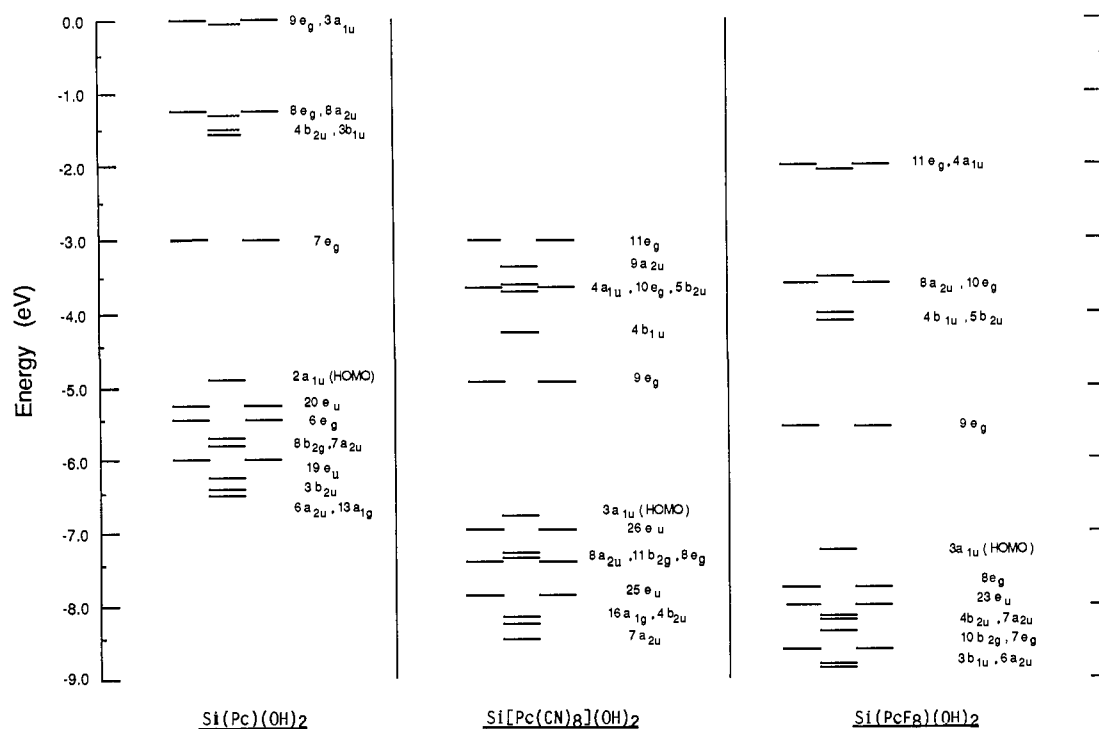 Energy (eV)
0.0
-1.0
-2.0
-3.0
-4.0
-5.0
-6.0
-7.0
-8.0
-9.0
9eg,3a1u
8eg,8a2u
4b2u,3b1u
7eg
2a1u (HOMO)
20eu
6eg
8b2g,7a2u
19eu
3b2u
6a2u,13a1g
Si(Pc)(OH)2
11eg
9a2u
4a1u,10eg,5b2u
4b1u
9eg
3a1u (HOMO)
26eu
8a2u,11b2g,8eg
25eu
16a1g,4b2u
7a2u
Si[Pc(CN)8](OH)2
11eg,4a1u
8a2u,10eg
4b1u,5b2u
9eg
3a1u (HOMO)
8eg
23eu
4b2u,7a2u
10b2g,7eg
3b1u,6a2u
Si(PcF8)(OH)2